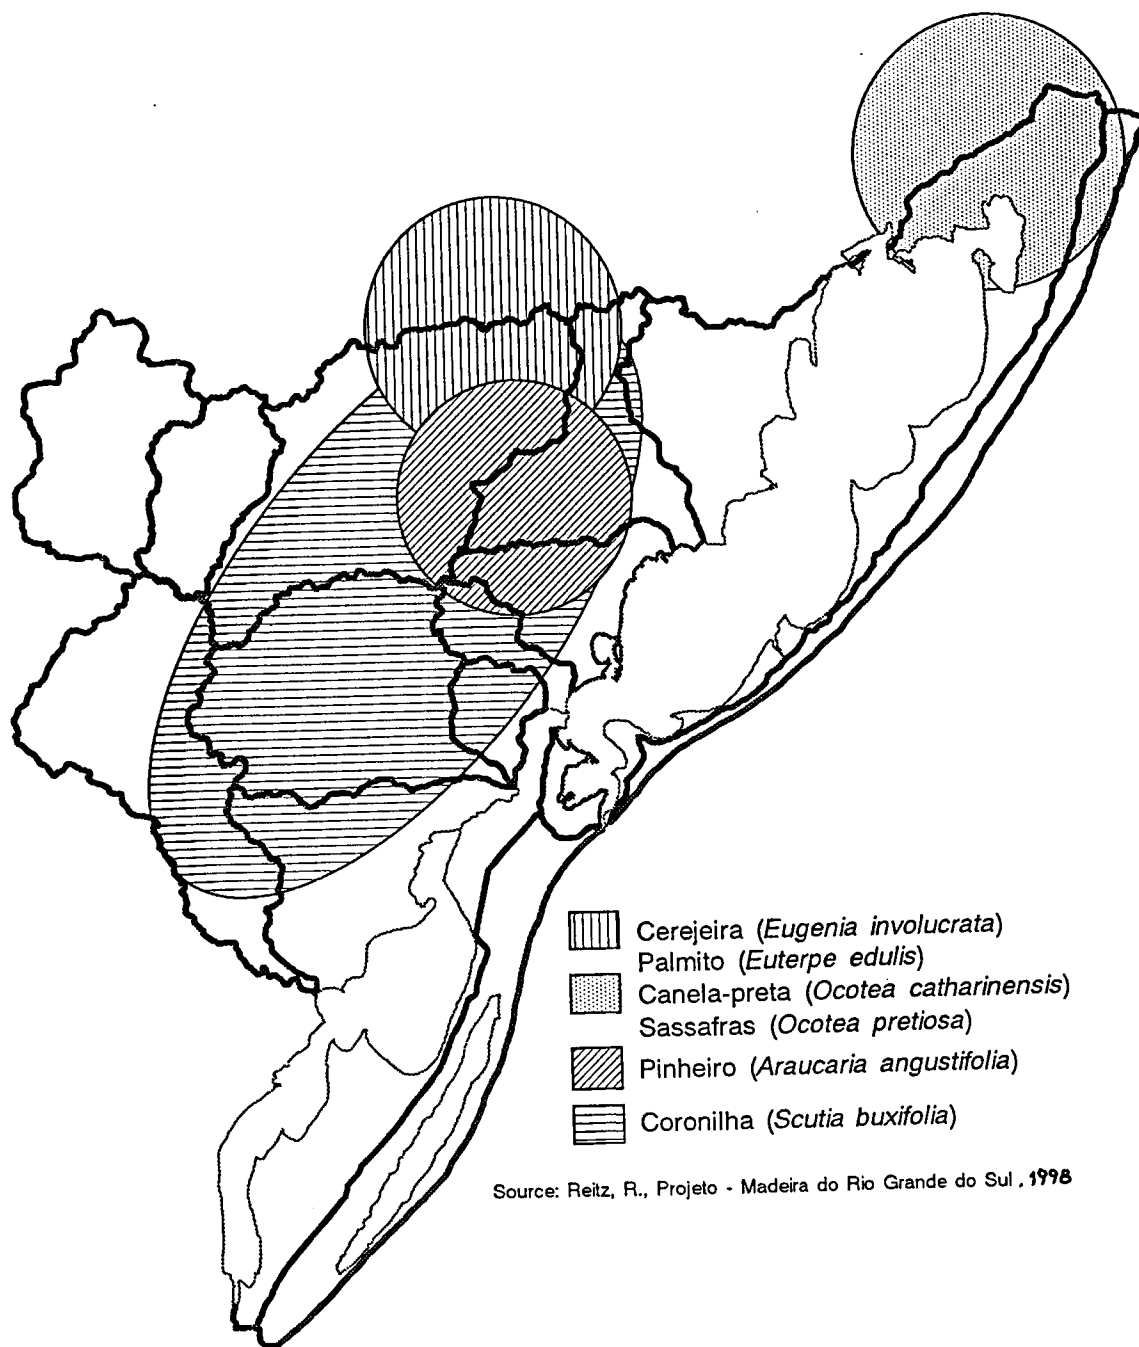 Cerejeira (Eugenia involucrata)
Palmito (Euterpe edulis)
Canela-preta (Ocotea catharinensis)
Sassafras (Ocotea pretiosa)
Pinheiro (Araucaria angustifolia)
Coronilha (Scutia buxifolia)
Source: Reitz, R., Projeto - Madeira do Rio Grande do Sul , 1998